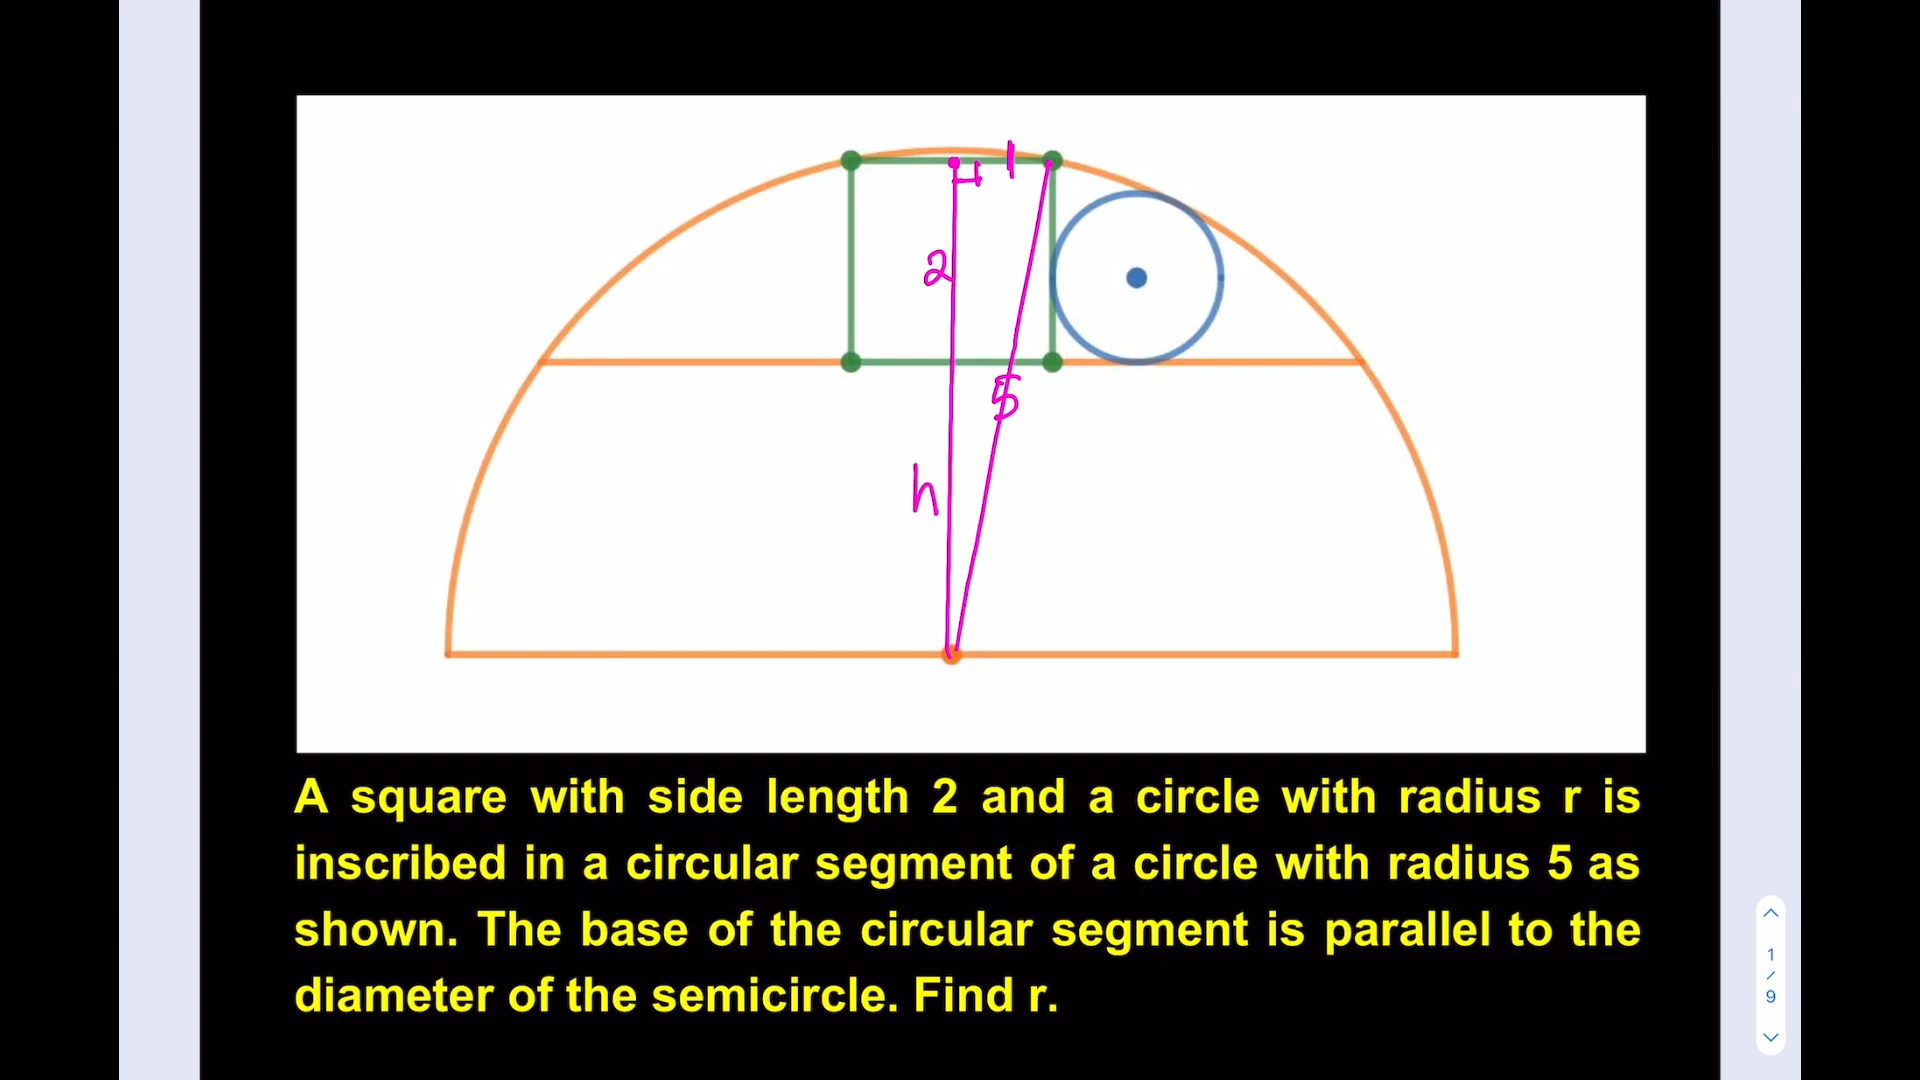 1
2
5
h
A square with side length 2 and a circle with radius r is
inscribed in a circular segment of a circle with radius 5 as
shown. The base of the circular segment is parallel to the
diameter of the semicircle. Find r.
1
/
9